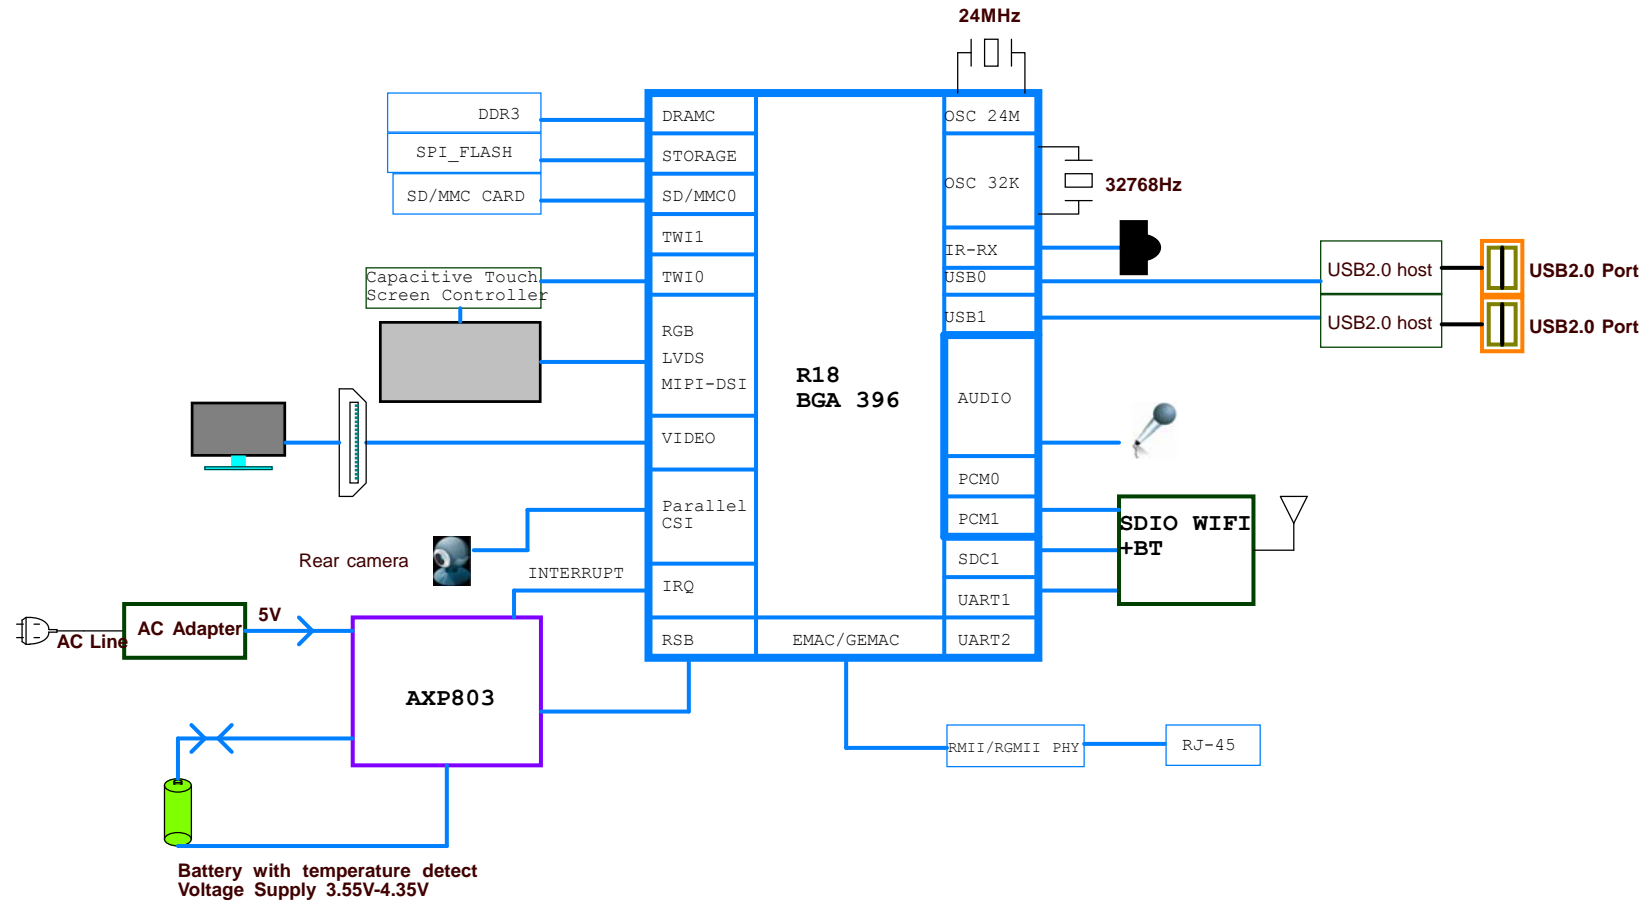 24MHz
DDR3
DRAMC
OSC 24M
SPI_FLASH
STORAGE
SD/MMC CARD
SD/MMC0
OSC 32K
32768Hz
TWI1
IR-RX
Capacitive Touch
Screen Controller
TWI0
USB0
USB2.0 host
USB2.0 Port
USB1
USB2.0 host
USB2.0 Port
RGB
LVDS
MIPI-DSI
R18
BGA 396
AUDIO
VIDEO
PCM0
Parallel
CSI
PCM1
SDIO WIFI
+BT
Rear camera
SDC1
INTERRUPT
IRQ
UART1
AC Line
AC Adapter
5V
RSB
EMAC/GEMAC
UART2
AXP803
RMII/RGMII PHY
RJ-45
Battery with temperature detect
Voltage Supply 3.55V-4.35V